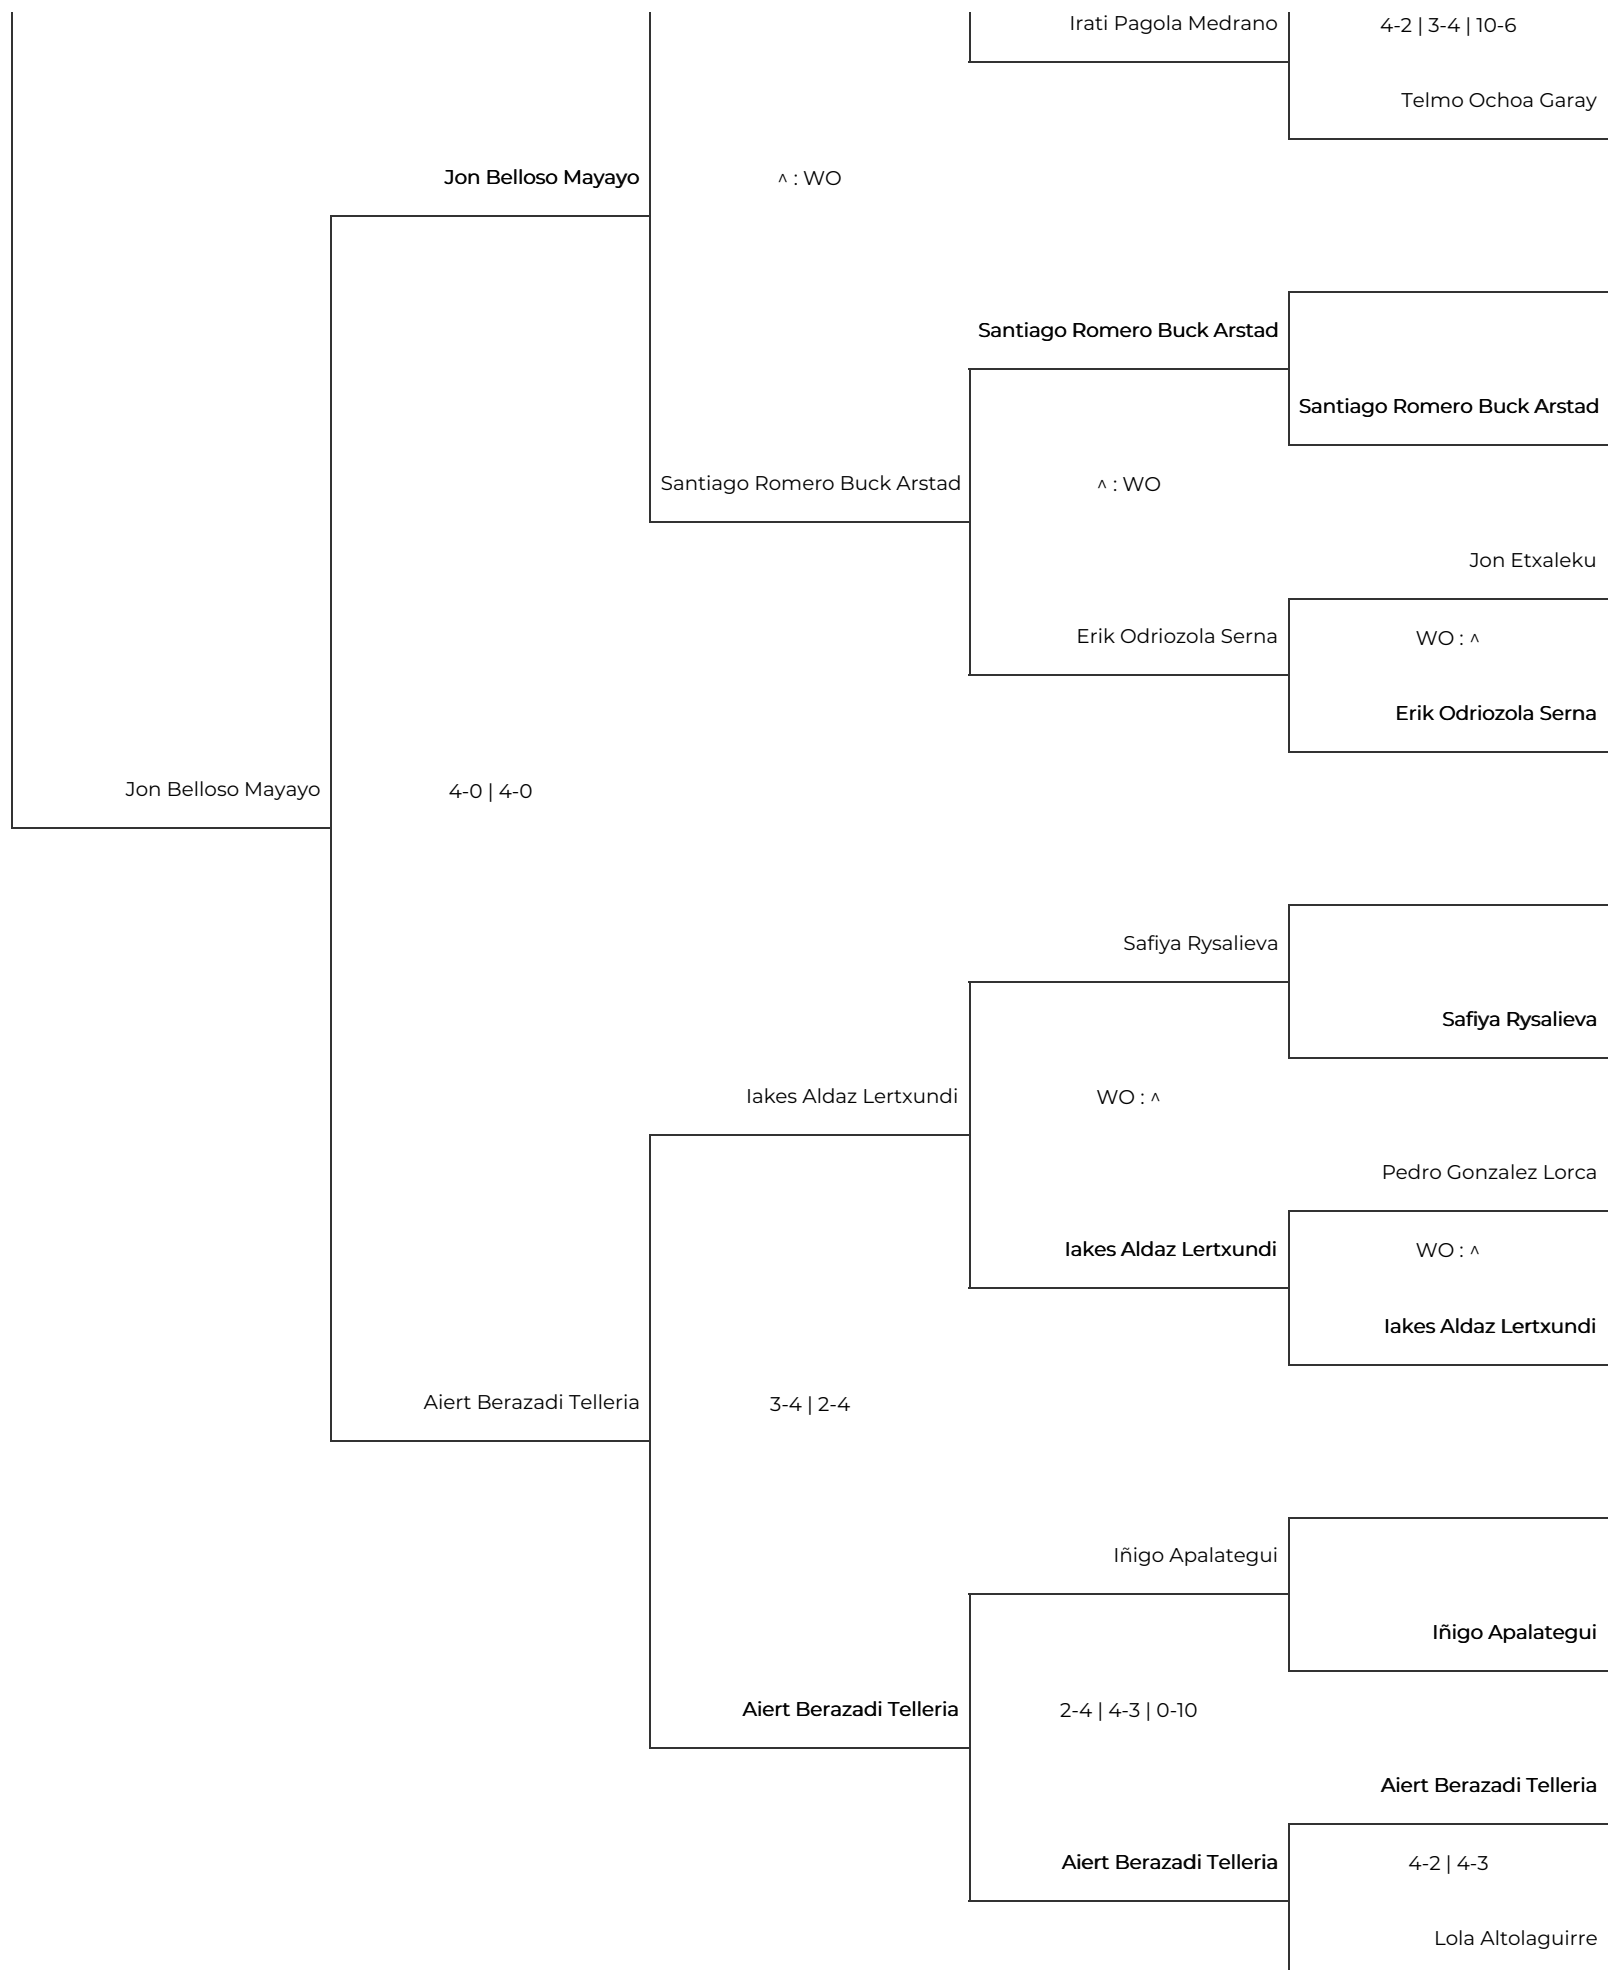 Irati Pagola Medrano
4-2 | 3-4 | 10-6
Telmo Ochoa Garay
Jon Belloso Mayayo
^ : WO
Santiago Romero Buck Arstad
Santiago Romero Buck Arstad
Santiago Romero Buck Arstad
^ : WO
Jon Etxaleku
Erik Odriozola Serna
WO : ^
Erik Odriozola Serna
Jon Belloso Mayayo
4-0 | 4-0
Safiya Rysalieva
Safiya Rysalieva
Iakes Aldaz Lertxundi
WO : ^
Pedro Gonzalez Lorca
Iakes Aldaz Lertxundi
WO : ^
Iakes Aldaz Lertxundi
Aiert Berazadi Telleria
3-4 | 2-4
Iñigo Apalategui
Iñigo Apalategui
Aiert Berazadi Telleria
2-4 | 4-3 | 0-10
Aiert Berazadi Telleria
Aiert Berazadi Telleria
4-2 | 4-3
Lola Altolaguirre